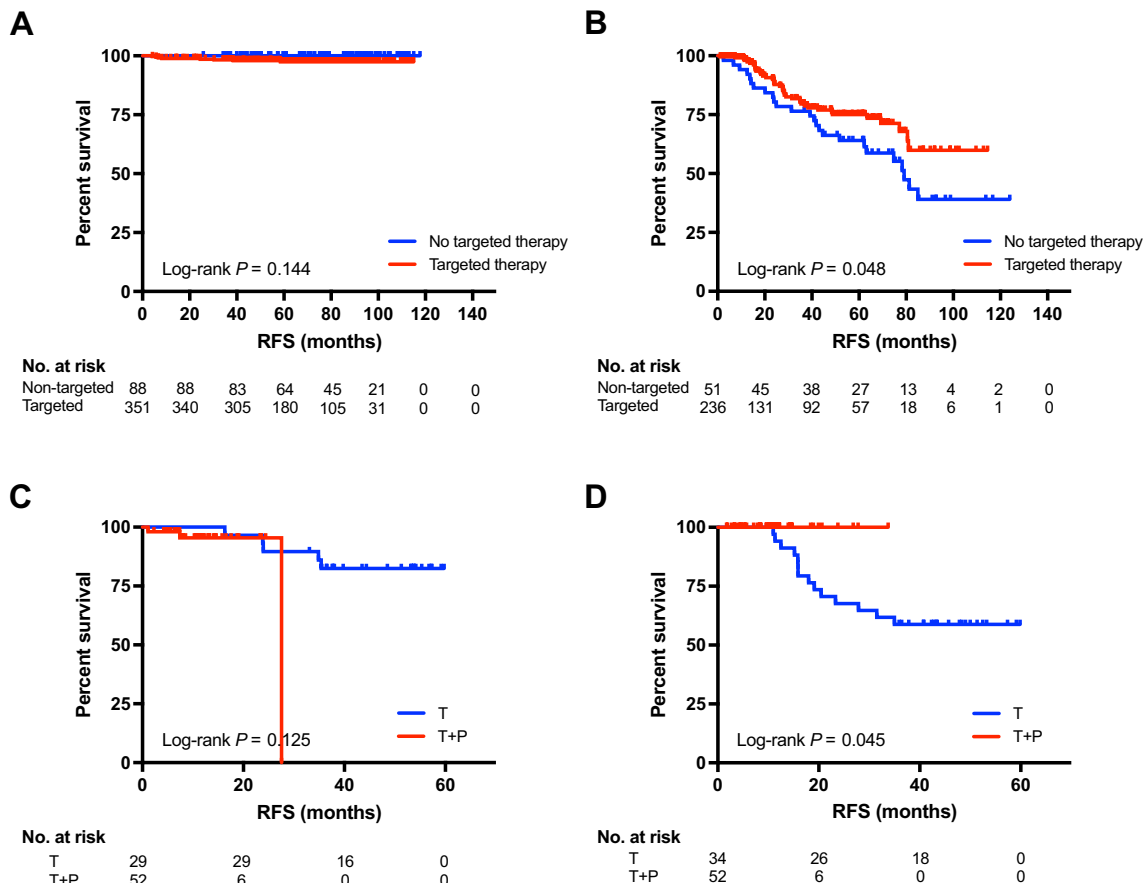 A
100
75
50
25
0
Percent survival
No targeted therapy
Targeted therapy
Log-rank P = 0.144
0 20 40 60 80 100 120 140
RFS (months)
No. at risk
Non-targeted 88 88 83 64 45 21 0 0
Targeted 351 340 305 180 105 31 0 0
B
100
75
50
25
0
Percent survival
No targeted therapy
Targeted therapy
Log-rank P = 0.048
0 20 40 60 80 100 120 140
RFS (months)
No. at risk
Non-targeted 51 45 38 27 13 4 2 0
Targeted 236 131 92 57 18 6 1 0
C
100
75
50
25
0
Percent survival
T
T+P
Log-rank P = 0.125
0 20 40 60
RFS (months)
No. at risk
T 29 29 16 0
T+P 52 6 0 0
D
100
75
50
25
0
Percent survival
T
T+P
Log-rank P = 0.045
0 20 40 60
RFS (months)
No. at risk
T 34 26 18 0
T+P 52 6 0 0